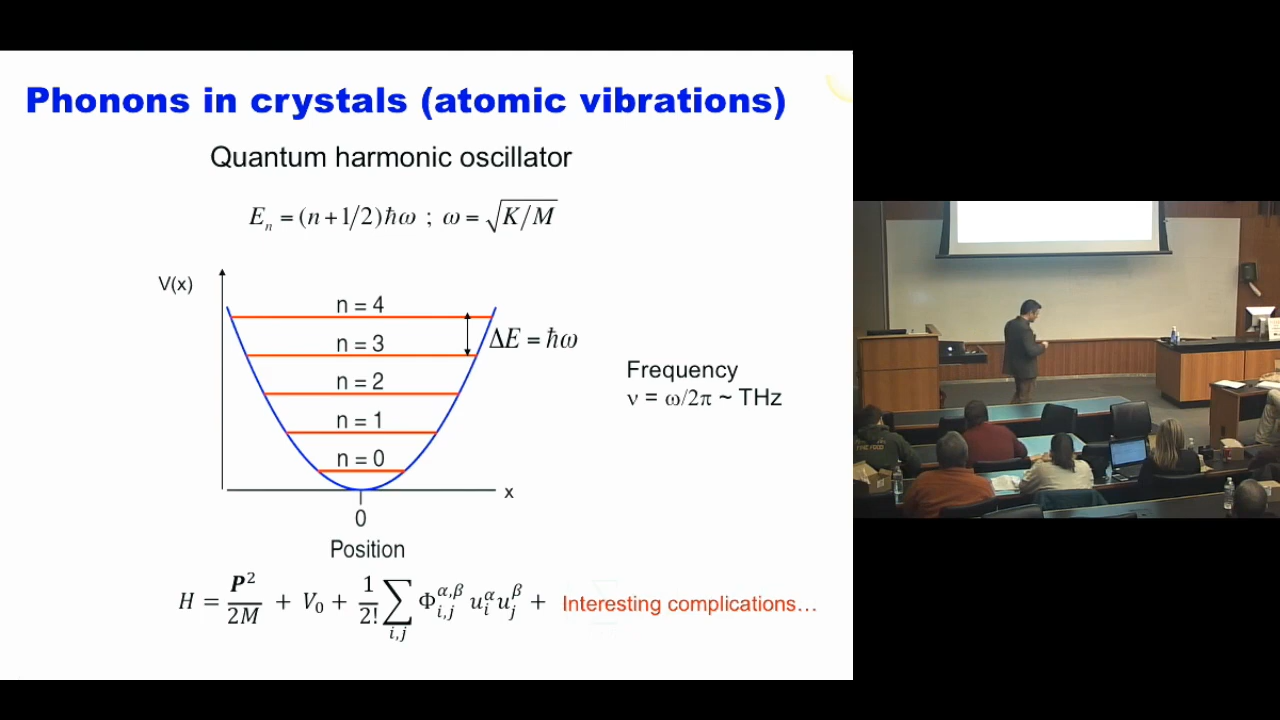 Phonons in crystals (atomic vibrations)
Quantum harmonic oscillator
Eₙ = (n+1/2)ħω ; ω = √K/M
V(x)
n = 4
n = 3
n = 2
n = 1
n = 0
ΔE = ħω
Frequency
ν = ω/2π ~ THz
x
0
Position
H = P²/2M + V₀ + 1/2! ∑i,j Φi,j^α,β ui^α uj^β + Interesting complications…